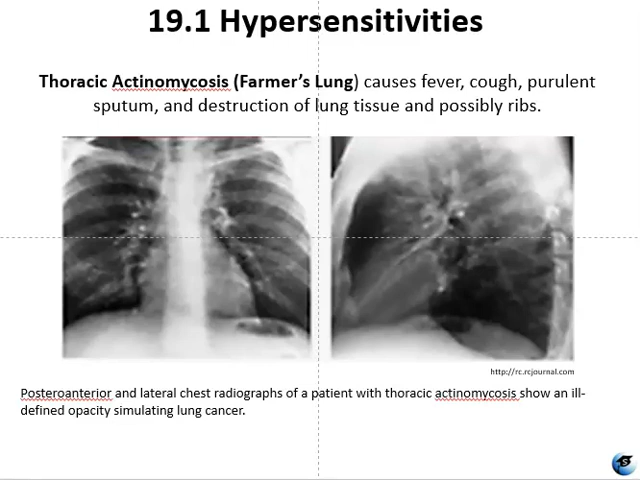 19.1 Hypersensitivities
Thoracic Actinomycosis (Farmer’s Lung) causes fever, cough, purulent
sputum, and destruction of lung tissue and possibly ribs.
http://rc.rcjournal.com
Posteroanterior and lateral chest radiographs of a patient with thoracic actinomycosis show an ill-
defined opacity simulating lung cancer.
S